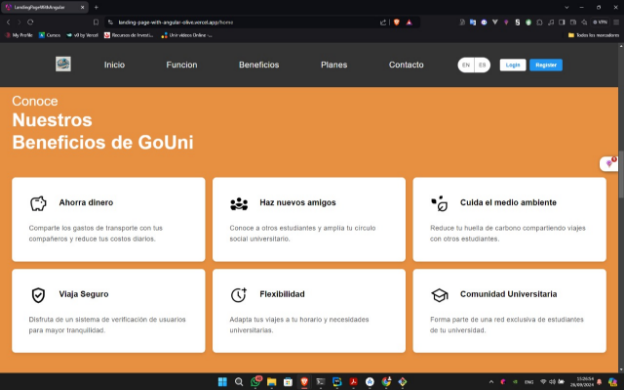 LandingPageWithAngular
landing-page-with-angular-olive.vercel.app/home
My Profile
Canva
v0 by Vercel
Recursos de Investi...
Unir videos Online -...
Todos los marcadores
Inicio
Funcion
Beneficios
Planes
Contacto
EN
ES
Login
Register
Conoce
Nuestros
Beneficios de GoUni
Ahorra dinero
Comparte los gastos de transporte con tus
compañeros y reduce tus costos diarios.
Haz nuevos amigos
Conoce a otros estudiantes y amplia tu círculo
social universitario.
Cuida el medio ambiente
Reduce tu huella de carbono compartiendo viajes
con otros estudiantes.
Viaja Seguro
Disfruta de un sistema de verificación de usuarios
para mayor tranquilidad.
Flexibilidad
Adapta tus viajes a tu horario y necesidades
universitarias.
Comunidad Universitaria
Forma parte de una red exclusiva de estudiantes
de tu universidad.
ENG